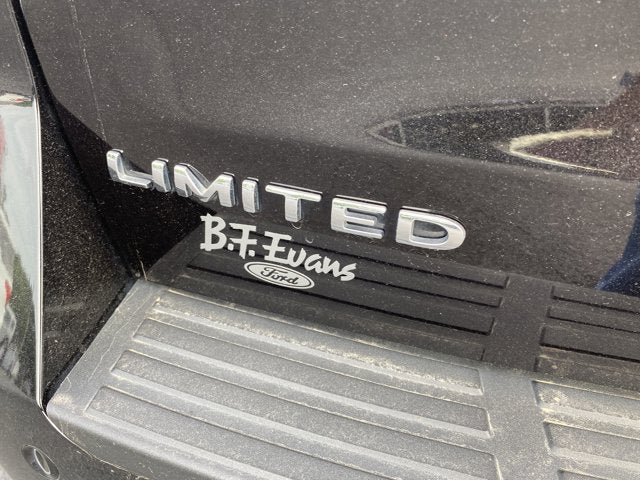 LIMITED
B.F. Evans
Ford